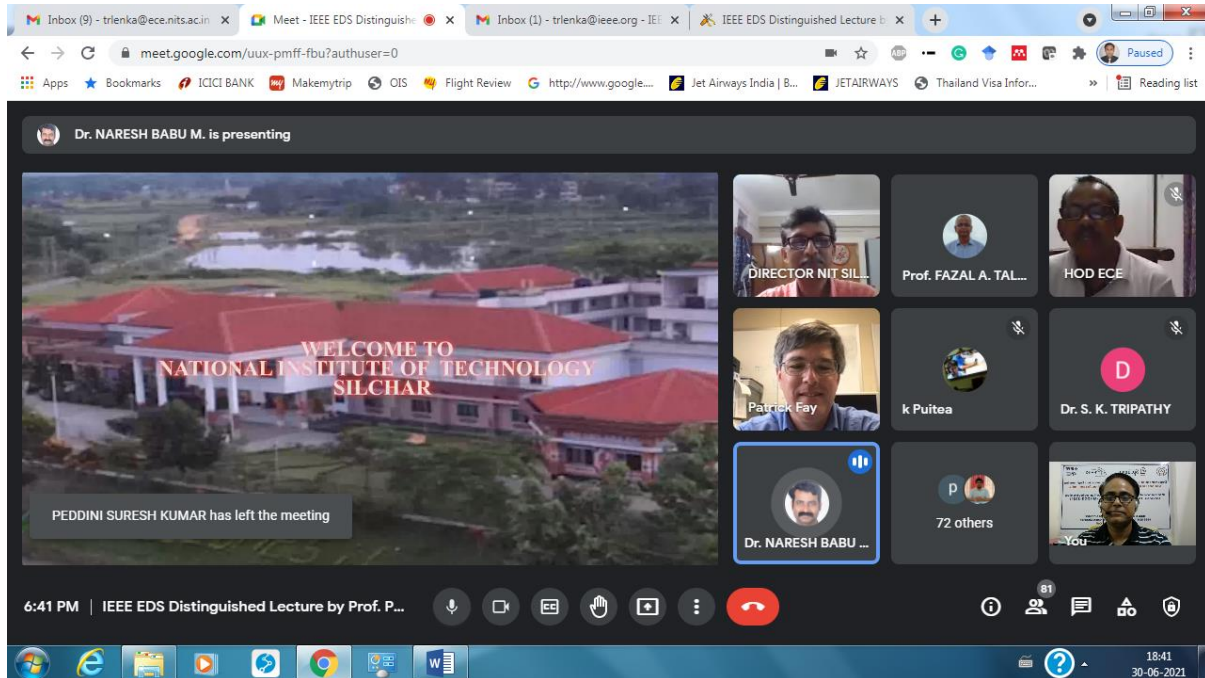 Inbox (9) - trlenka@ece.nits.ac.in
Meet - IEEE EDS Distinguishe
Inbox (1) - trlenka@ieee.org - IEE
IEEE EDS Distinguished Lecture b
meet.google.com/uux-pmff-fbu?authuser=0
ABP
Paused
Apps
Bookmarks
ICICI BANK
Makemytrip
OIS
Flight Review
http://www.google....
Jet Airways India | B...
JETAIRWAYS
Thailand Visa Infor...
»
Reading list
Dr. NARESH BABU M. is presenting
WELCOME TO
NATIONAL INSTITUTE OF TECHNOLOGY
SILCHAR
PEDDINI SURESH KUMAR has left the meeting
DIRECTOR NIT SIL...
Prof. FAZAL A. TAL...
HOD ECE
Patrick Fay
k Puitea
D
Dr. S. K. TRIPATHY
Dr. NARESH BABU ...
P
72 others
You
6:41 PM | IEEE EDS Distinguished Lecture by Prof. P...
CC
81
18:41
30-06-2021